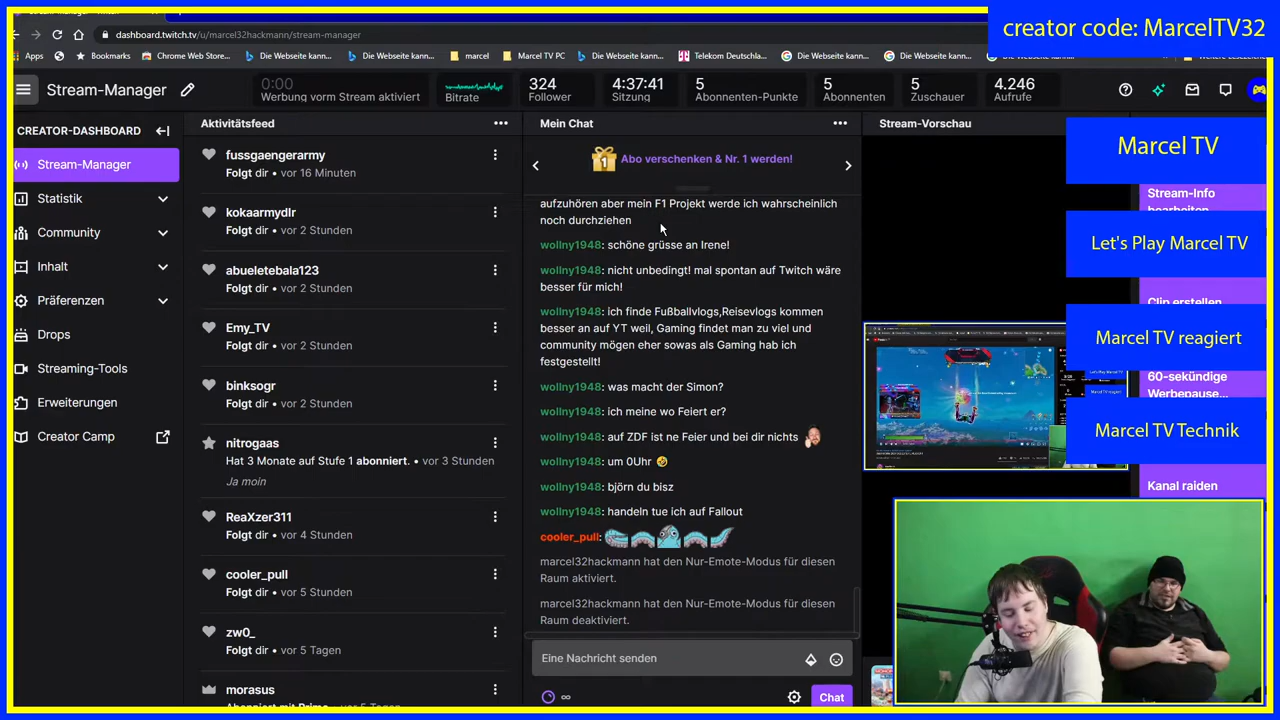 creator code: MarcelTV32
dashboard.twitch.tv/u/marcel32hackmann/stream-manager
Apps
Bookmarks
Chrome Web Store...
Die Webseite kann...
Die Webseite kann...
marcel
Marcel TV PC
Die Webseite kann...
Telekom Deutschla...
Die Webseite kann...
Die Webseite kann...
Stream-Manager
0:00
Werbung vorm Stream aktiviert
Bitrate
324
Follower
4:37:41
Sitzung
5
Abonnenten-Punkte
5
Abonnenten
5
Zuschauer
4.246
Aufrufe
CREATOR-DASHBOARD
Stream-Manager
Statistik
Community
Inhalt
Präferenzen
Drops
Streaming-Tools
Erweiterungen
Creator Camp
Aktivitätsfeed
fussgaengerarmy
Folgt dir • vor 16 Minuten
kokaarmydlr
Folgt dir • vor 2 Stunden
abueletebala123
Folgt dir • vor 2 Stunden
Emy_TV
Folgt dir • vor 2 Stunden
binksogr
Folgt dir • vor 2 Stunden
nitrogaas
Hat 3 Monate auf Stufe 1 abonniert. • vor 3 Stunden
Ja moin
ReaXzer311
Folgt dir • vor 4 Stunden
cooler_pull
Folgt dir • vor 5 Stunden
zw0_
Folgt dir • vor 5 Tagen
morasus
Mein Chat
1
Abo verschenken & Nr. 1 werden!
aufzuhören aber mein F1 Projekt werde ich wahrscheinlich
noch durchziehen
wollny1948: schöne grüsse an Irene!
wollny1948: nicht unbedingt! mal spontan auf Twitch wäre
besser für mich!
wollny1948: ich finde Fußballvlogs,Reisevlogs kommen
besser an auf YT weil, Gaming findet man zu viel und
community mögen eher sowas als Gaming hab ich
festgestellt!
wollny1948: was macht der Simon?
wollny1948: ich meine wo Feiert er?
wollny1948: auf ZDF ist ne Feier und bei dir nichts
wollny1948: um 0Uhr
wollny1948: björn du bisz
wollny1948: handeln tue ich auf Fallout
cooler_pull:
marcel32hackmann hat den Nur-Emote-Modus für diesen
Raum aktiviert.
marcel32hackmann hat den Nur-Emote-Modus für diesen
Raum deaktiviert.
Eine Nachricht senden
Chat
Stream-Vorschau
Marcel TV
Stream-Info
bearbeiten
Let's Play Marcel TV
Clip erstellen
Marcel TV reagiert
60-sekündige
Werbepause...
Marcel TV Technik
Kanal raiden